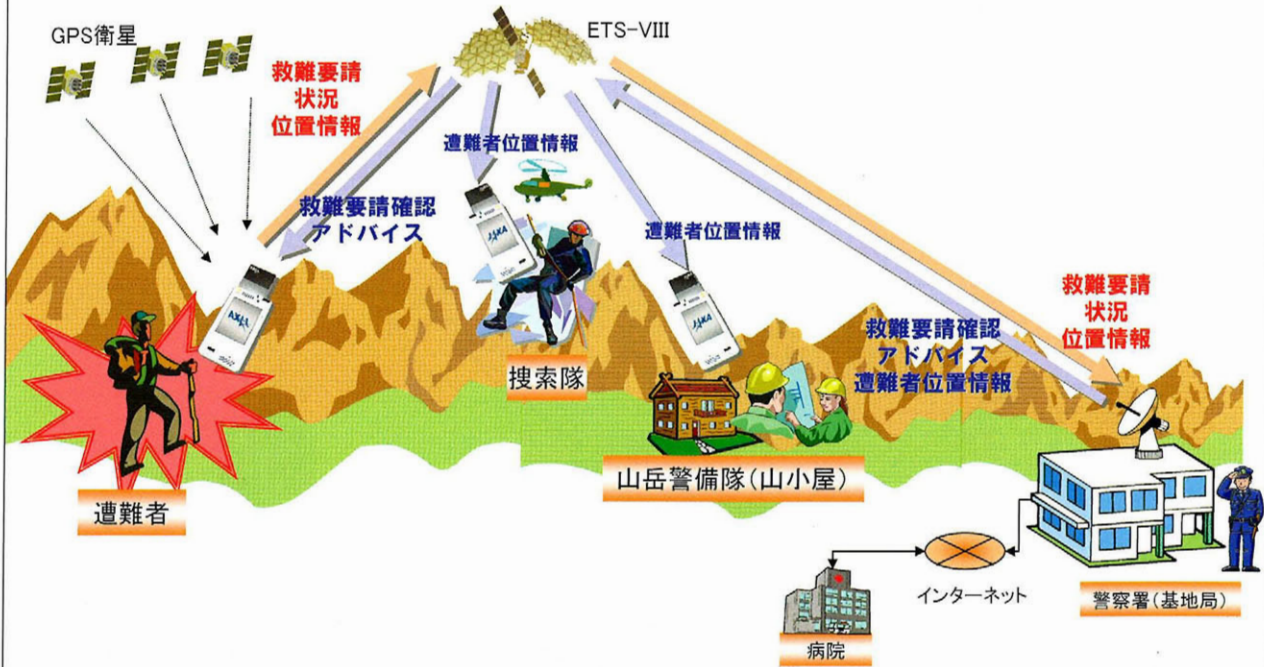 GPS衛星
ETS-VIII
救難要請
状況
位置情報
遭難者位置情報
救難要請確認
アドバイス
遭難者位置情報
救難要請
状況
位置情報
救難要請確認
アドバイス
遭難者位置情報
JAXA
JAXA
JAXA
捜索隊
山岳警備隊(山小屋)
遭難者
インターネット
警察署(基地局)
病院